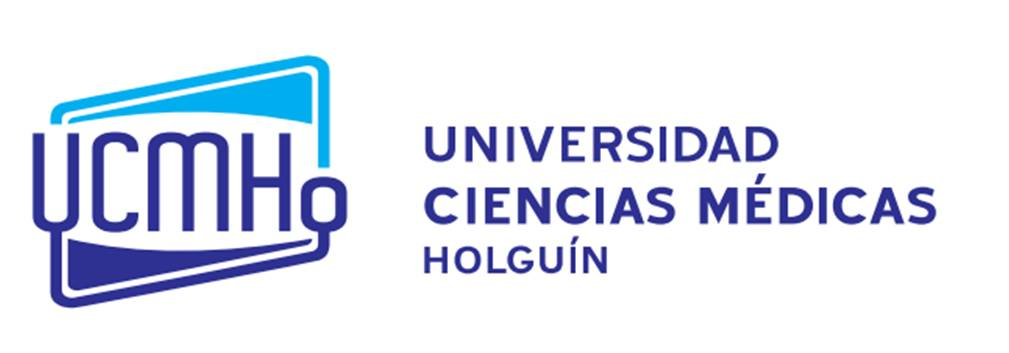 UCMHo
UNIVERSIDAD
CIENCIAS MÉDICAS
HOLGUÍN